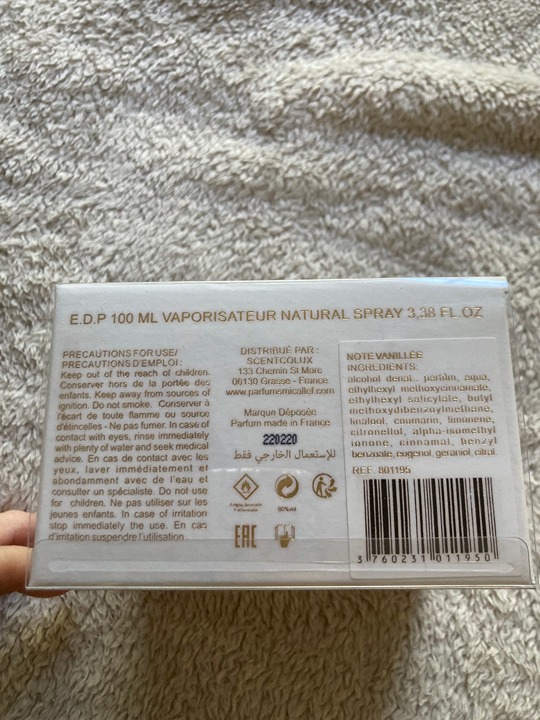 E.D.P 100 ML VAPORISATEUR NATURAL SPRAY 3,38 FL.OZ
PRECAUTIONS FOR USE/
PRECAUTIONS D'EMPLOI :
Keep out of the reach of children.
Conserver hors de la portée des
enfants. Keep away from sources of
ignition. Do not smoke. Conserver à
l'écart de toute flamme ou source
d'étincelles - Ne pas fumer. In case of
contact with eyes, rinse immediately
with plenty of water and seek medical
advice. En cas de contact avec les
yeux, laver immédiatement et
abondamment avec de l'eau et
consulter un spécialiste. Do not use
for children. Ne pas utiliser sur les
jeunes enfants. In case of irritation
stop immediately the use. En cas
d'irritation suspendre l'utilisation
DISTRIBUÉ PAR :
SCENTCOLUX
133 Chemin St Marc
06130 Grasse - France
www.parfumsmicallef.com
Marque Déposée
Parfum made in France
220220
للإستعمال الخارجي فقط
80%vol
EAC
NOTE VANILLÉE
INGREDIENTS:
alcohol denat., parfum, aqua,
ethylhexyl methoxycinnamate,
ethylhexyl salicylate, butyl
methoxydibenzoylmethane,
linalool, coumarin, limonene,
citronellol, alpha-isomethyl
ionone, cinnamal, benzyl
benzoate, eugenol, geraniol, citral
REF. 801195
3 760231 011950